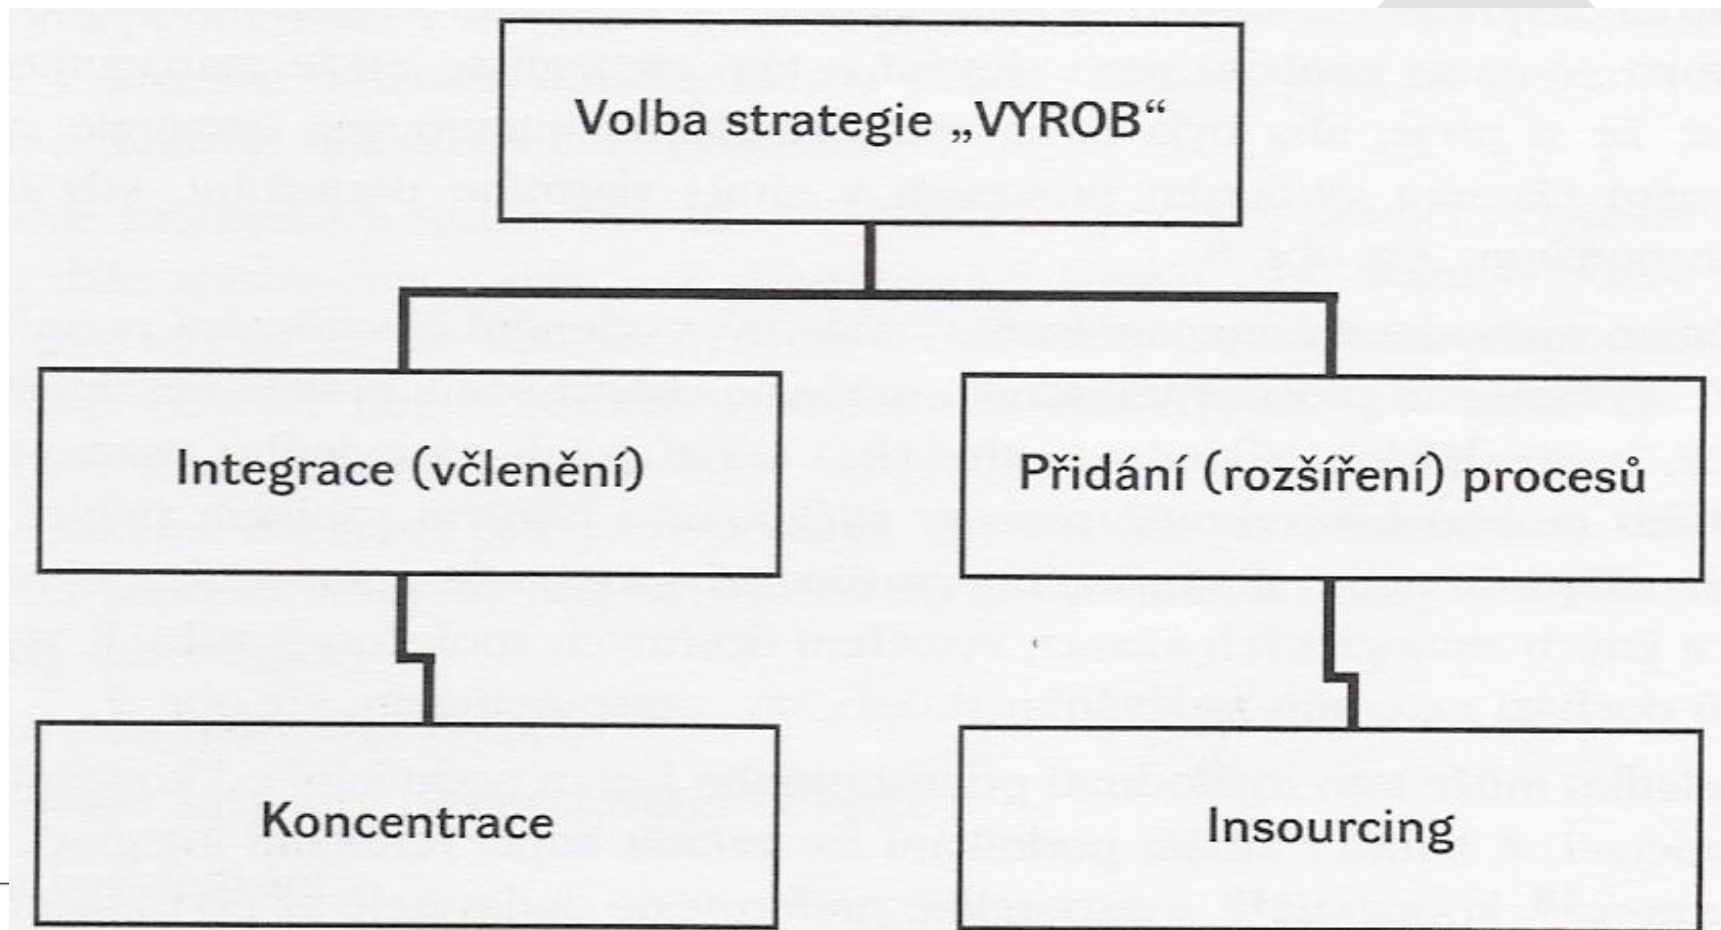 Volba strategie „VYROB“
Integrace (včlenění)
Přidání (rozšíření) procesů
Koncentrace
Insourcing